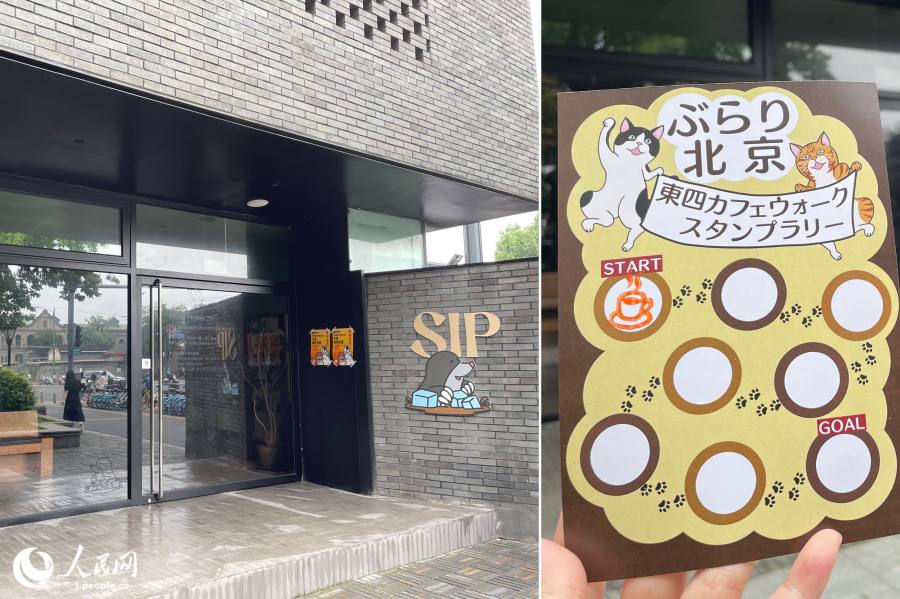 SIP
SIP
人民网
j.people.cn
ぶらり
北京
東四カフェウォーク
スタンプラリー
START
GOAL